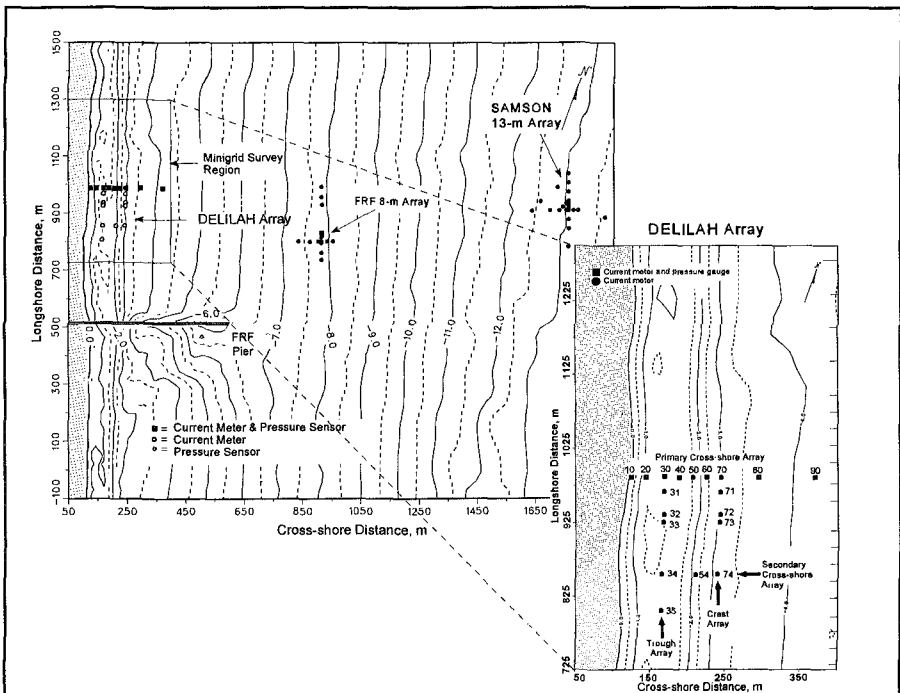 1500
1300
1100
900
700
500
300
100
-100
Longshore Distance, m
50
250
450
650
850
1050
1250
1450
1650
Cross-shore Distance, m
N
SAMSON
13-m Array
Minigrid Survey
Region
FRF 8-m Array
DELILAH Array
-6.0
-7.0
-8.0
-9.0
-10.0
-11.0
-12.0
FRF
Pier
= Current Meter & Pressure Sensor
= Current Meter
= Pressure Sensor
DELILAH Array
Current meter and pressure gauge
Current meter
N
1225
1125
1025
925
825
725
Longshore Distance, m
Primary Cross-shore Array
10 20 30 40 50 60 70 80 90
31 71
32 72
33 73
34 54 74
35
Secondary
Cross-shore
Array
Crest
Array
Trough
Array
50 150 250 350
Cross-shore Distance, m